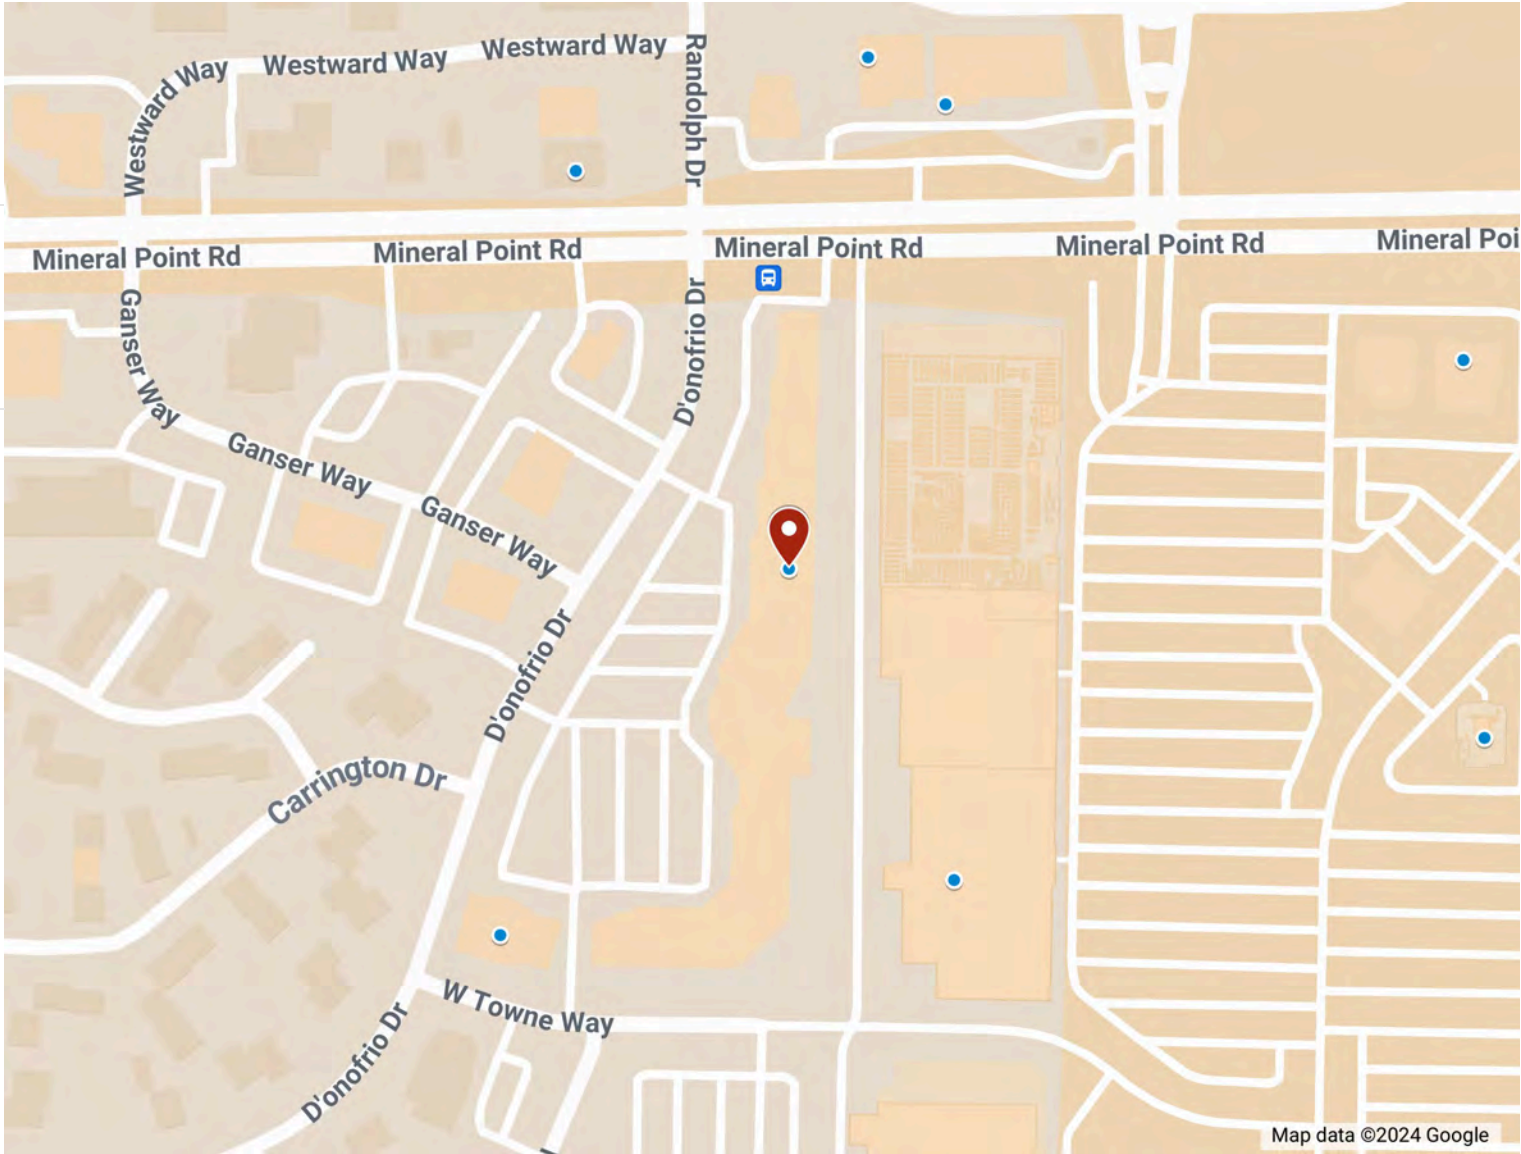 Westward Way
Westward Way
Westward Way
Randolph Dr
Mineral Point Rd
Mineral Point Rd
Mineral Point Rd
Mineral Point Rd
Mineral Poi
Ganser Way
D'onofrio Dr
Ganser Way
Ganser Way
D'onofrio Dr
Carrington Dr
W Towne Way
D'onofrio Dr
Map data ©2024 Google